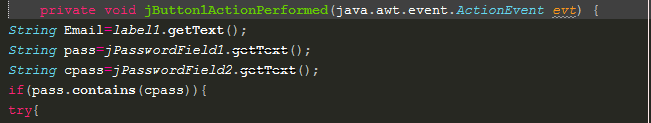 private void jButton1ActionPerformed(java.awt.event.ActionEvent evt) {
String Email=label1.getText();
String pass=jPasswordField1.getText();
String cpass=jPasswordField2.getText();
if(pass.contains(cpass)){
try{